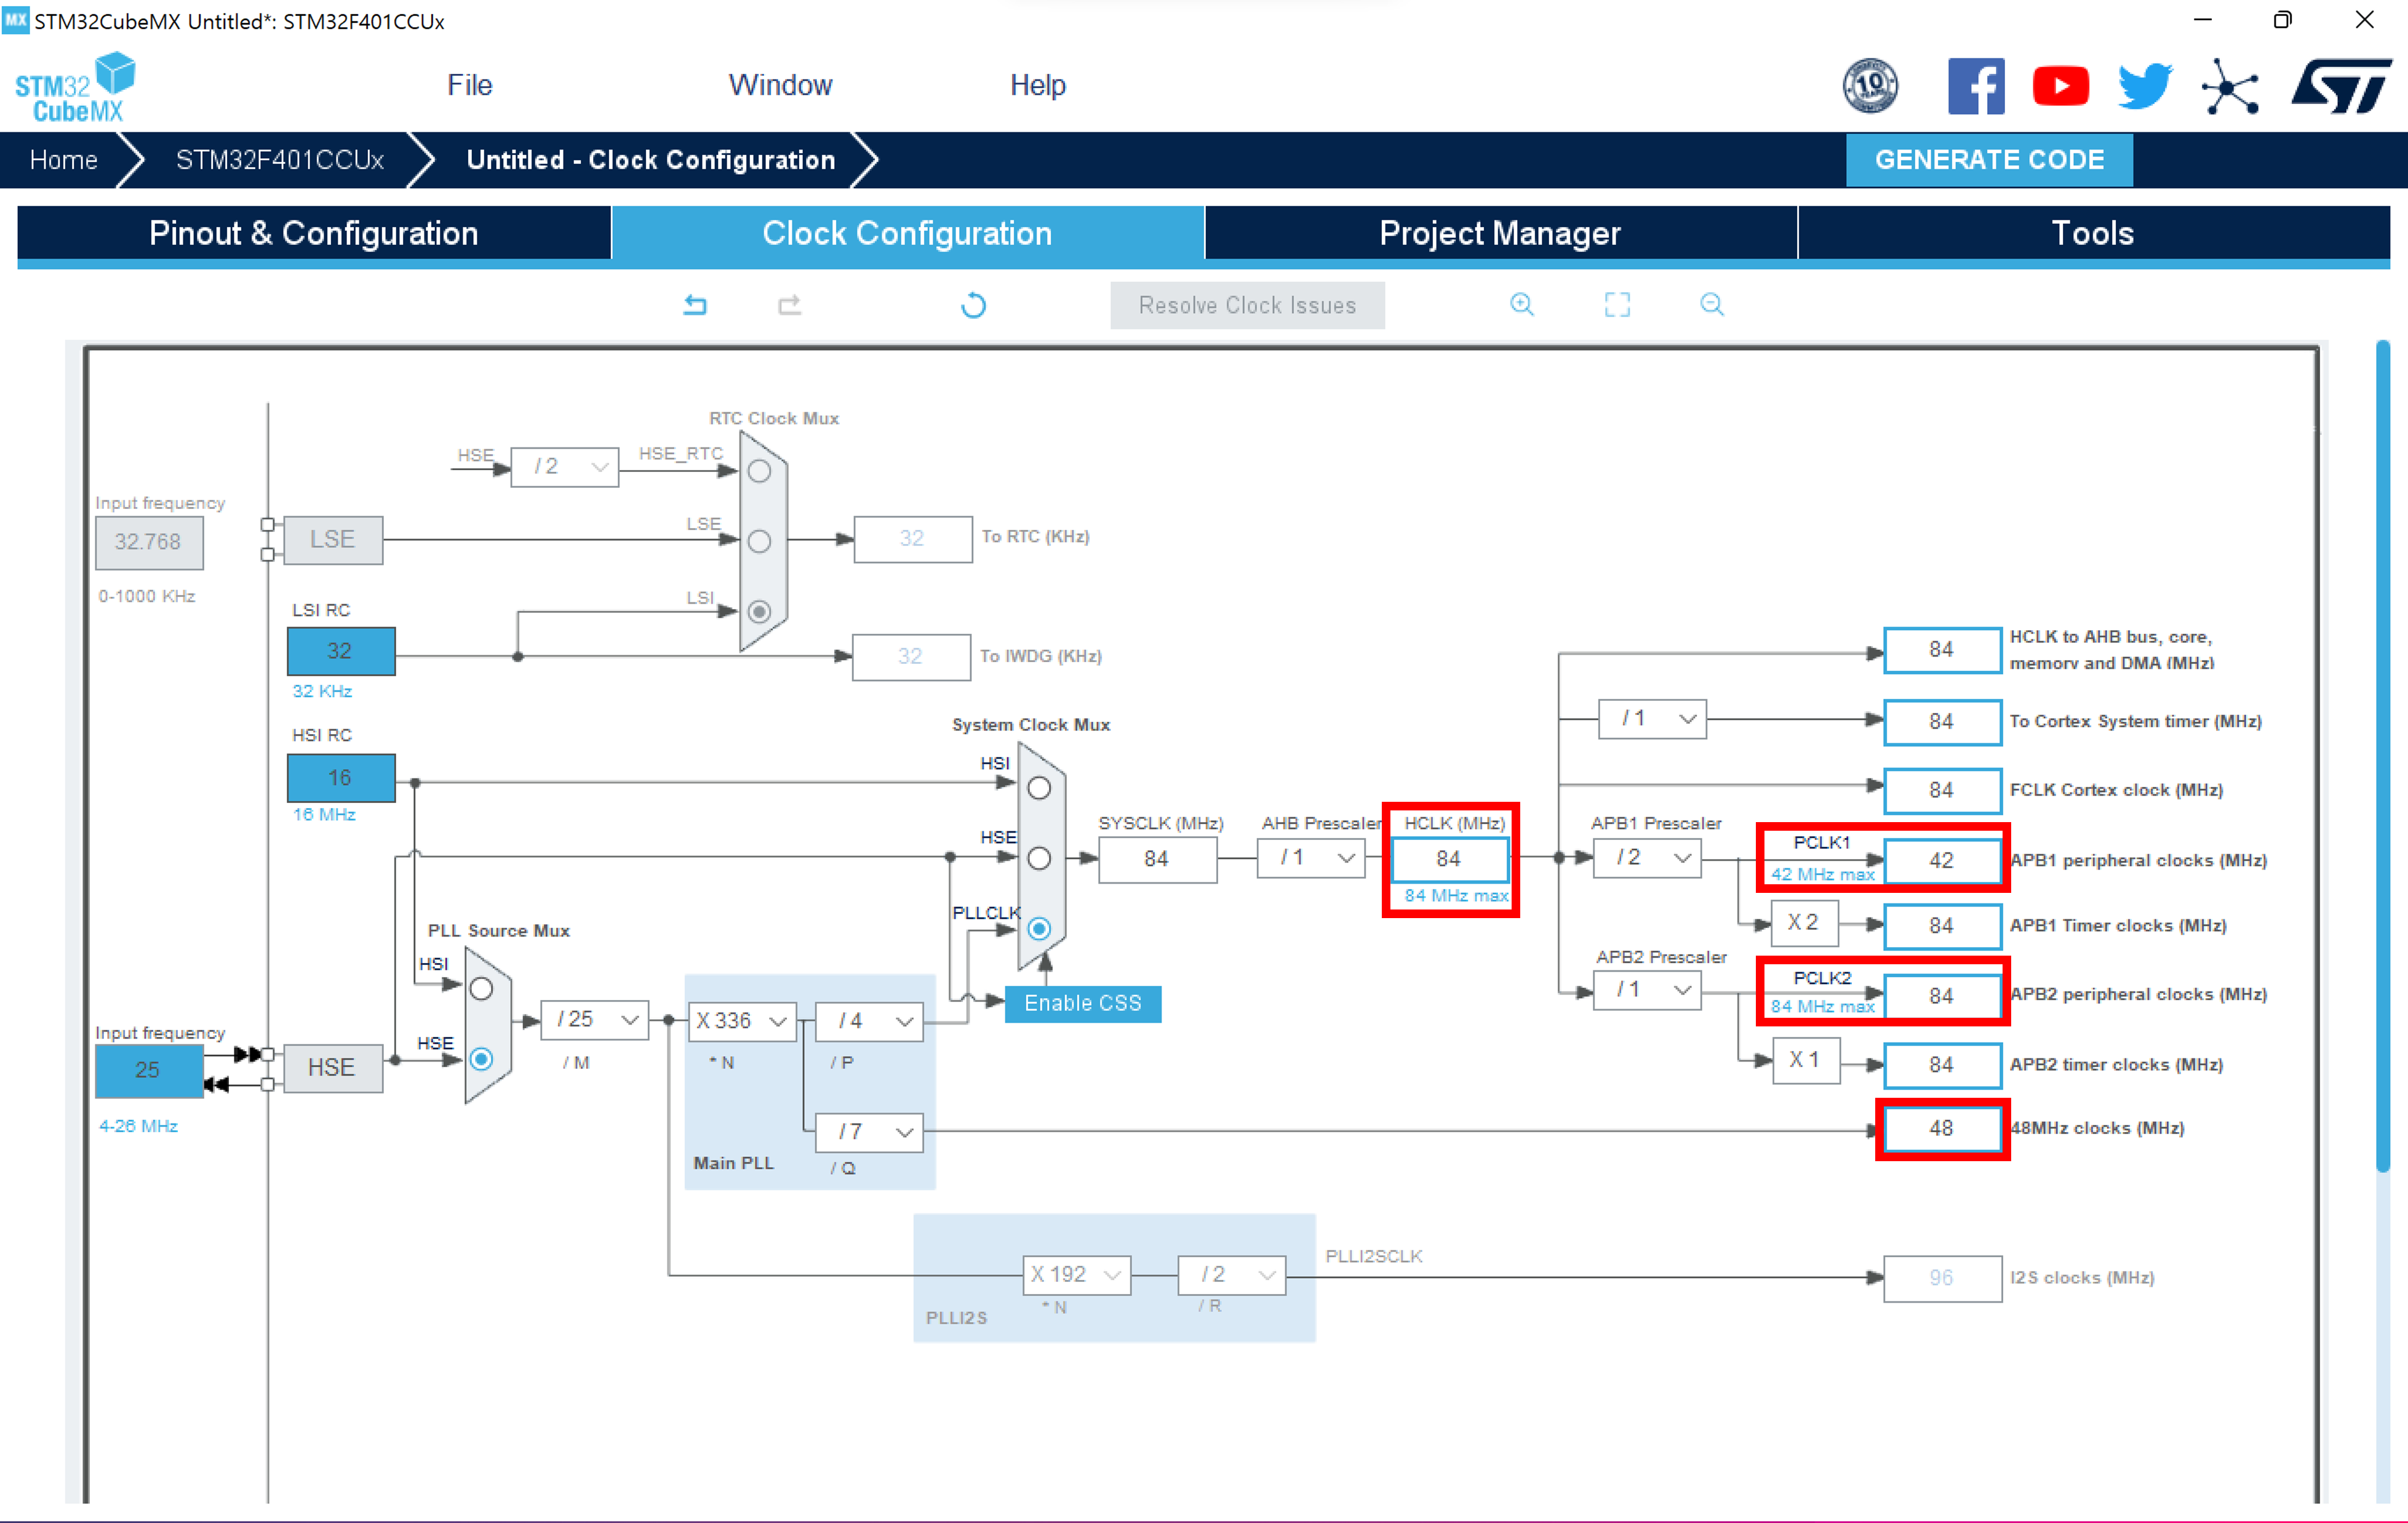 MX STM32CubeMX Untitled*: STM32F401CCUx
STM32
CubeMX
File Window Help
10
YEARS
Home STM32F401CCUx Untitled - Clock Configuration GENERATE CODE
Pinout & Configuration Clock Configuration Project Manager Tools
Resolve Clock Issues
RTC Clock Mux
HSE / 2 HSE_RTC
Input frequency
32.768
0-1000 KHz
LSE
LSE
32 To RTC (KHz)
LSI RC
LSI
32
32 KHz
32 To IWDG (KHz)
HSI RC
16
16 MHz
System Clock Mux
HSI
HSE
PLLCLK
SYSCLK (MHz)
84
AHB Prescaler
/ 1
HCLK (MHz)
84
84 MHz max
Enable CSS
PLL Source Mux
HSI
HSE
Input frequency
25
4-26 MHz
HSE
/ 25
/ M
X 336
* N
/ 4
/ P
/ 7
/ Q
Main PLL
X 192
* N
/ 2
/ R
PLLI2S
PLLI2SCLK
84 HCLK to AHB bus, core,
memory and DMA (MHz)
/ 1 84 To Cortex System timer (MHz)
84 FCLK Cortex clock (MHz)
APB1 Prescaler
/ 2
PCLK1
42 MHz max
42 APB1 peripheral clocks (MHz)
X 2 84 APB1 Timer clocks (MHz)
APB2 Prescaler
/ 1
PCLK2
84 MHz max
84 APB2 peripheral clocks (MHz)
X 1 84 APB2 timer clocks (MHz)
48 48MHz clocks (MHz)
96 I2S clocks (MHz)